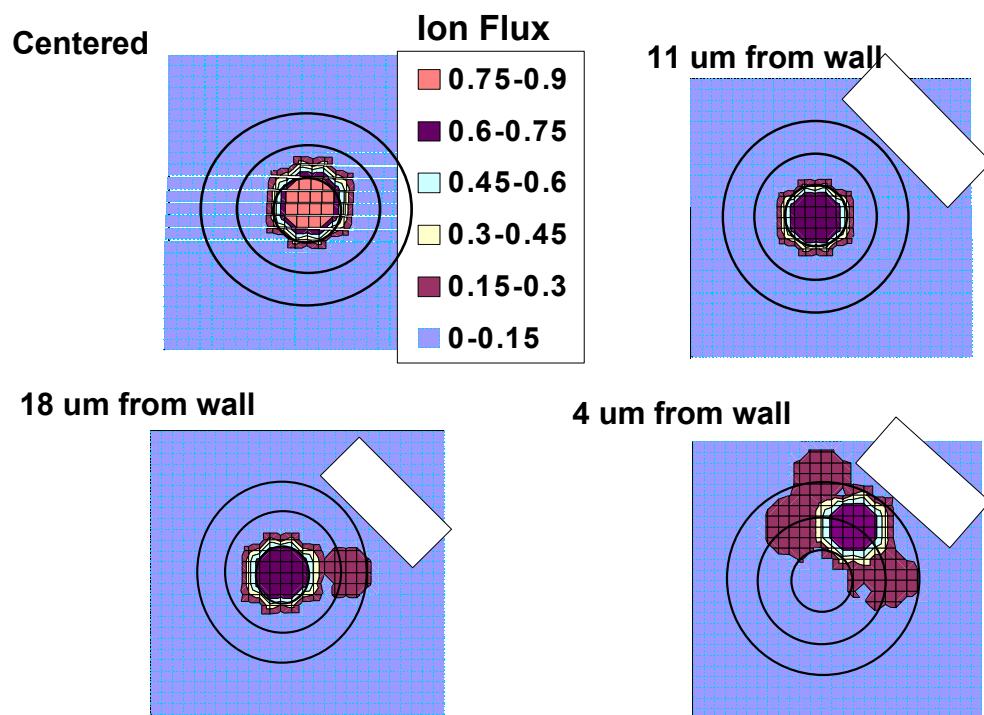 Centered
Ion Flux
0.75-0.9
0.6-0.75
0.45-0.6
0.3-0.45
0.15-0.3
0-0.15
11 um from wall
18 um from wall
4 um from wall